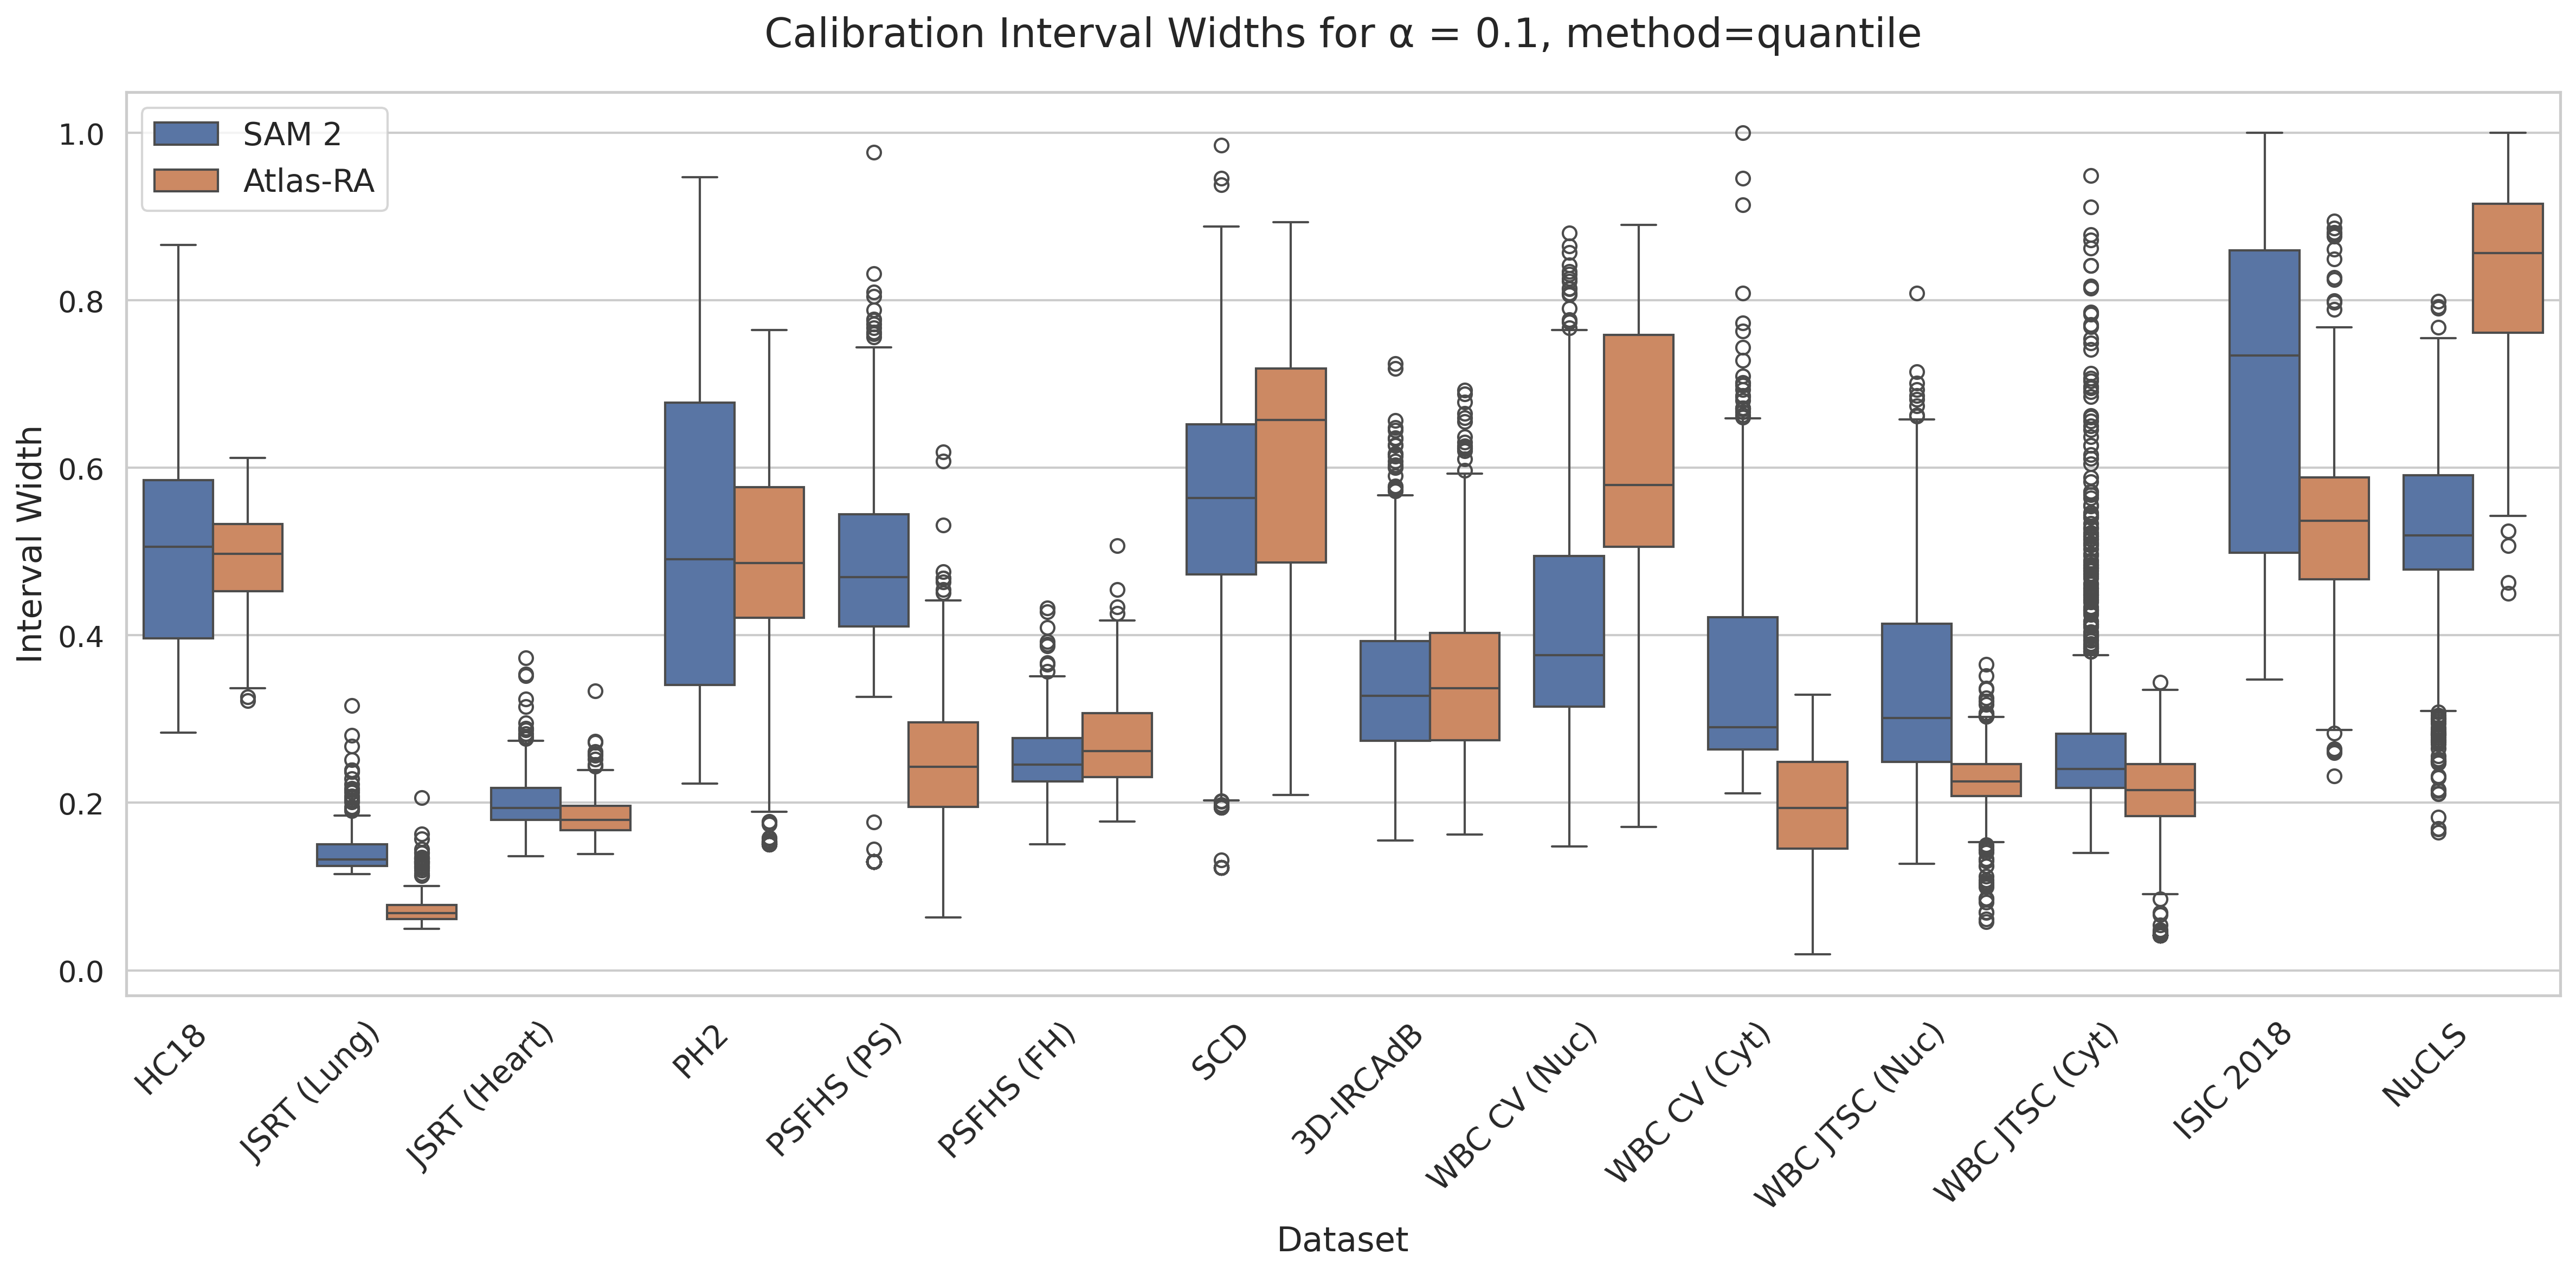 Calibration Interval Widths for α = 0.1, method=quantile
SAM 2
Atlas-RA
Interval Width
1.0
0.8
0.6
0.4
0.2
0.0
HC18
JSRT (Lung)
JSRT (Heart)
PH2
PSFHS (PS)
PSFHS (FH)
SCD
3D-IRCAdB
WBC CV (Nuc)
WBC CV (Cyt)
WBC JTSC (Nuc)
WBC JTSC (Cyt)
ISIC 2018
NuCLS
Dataset